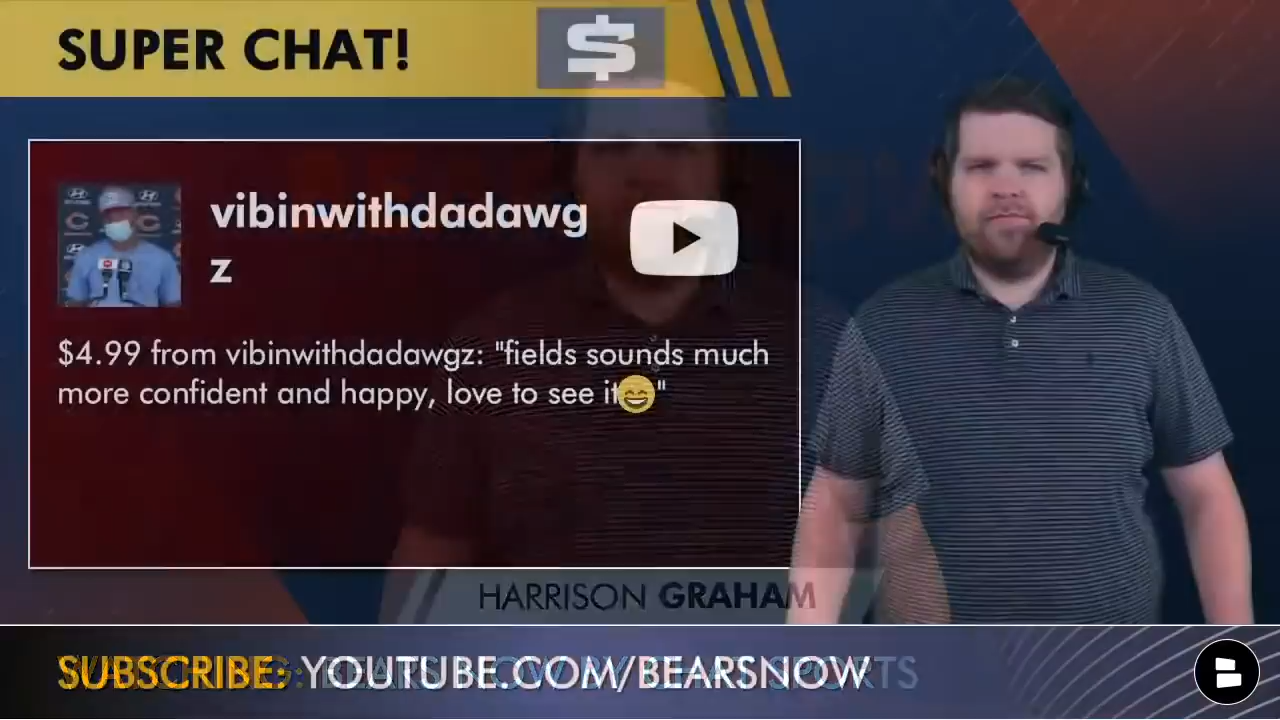 SUPER CHAT!
vibinwithdadawg
z
$4.99 from vibinwithdadawgz: "fields sounds much
more confident and happy, love to see it😄"
HARRISON GRAHAM
SUBSCRIBE: YOUTUBE.COM/BEARSNOW